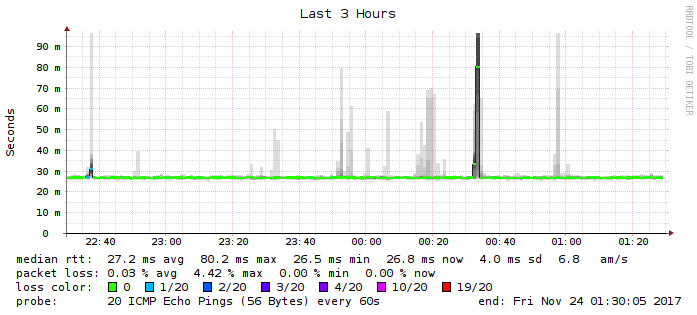 Last 3 Hours
RRDTOOL / TOBI OETIKER
Seconds
90 m
80 m
70 m
60 m
50 m
40 m
30 m
20 m
10 m
0
22:40 23:00 23:20 23:40 00:00 00:20 00:40 01:00 01:20
median rtt: 27.2 ms avg 80.2 ms max 26.5 ms min 26.8 ms now 4.0 ms sd 6.8 am/s
packet loss: 0.03 % avg 4.42 % max 0.00 % min 0.00 % now
loss color: 0 1/20 2/20 3/20 4/20 10/20 19/20
probe: 20 ICMP Echo Pings (56 Bytes) every 60s end: Fri Nov 24 01:30:05 2017